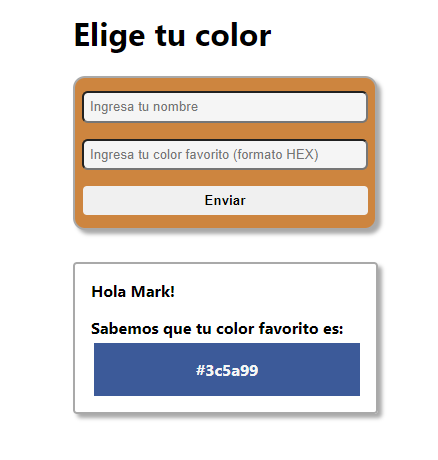 Elige tu color
Ingresa tu nombre
Ingresa tu color favorito (formato HEX)
Enviar
Hola Mark!
Sabemos que tu color favorito es:
#3c5a99